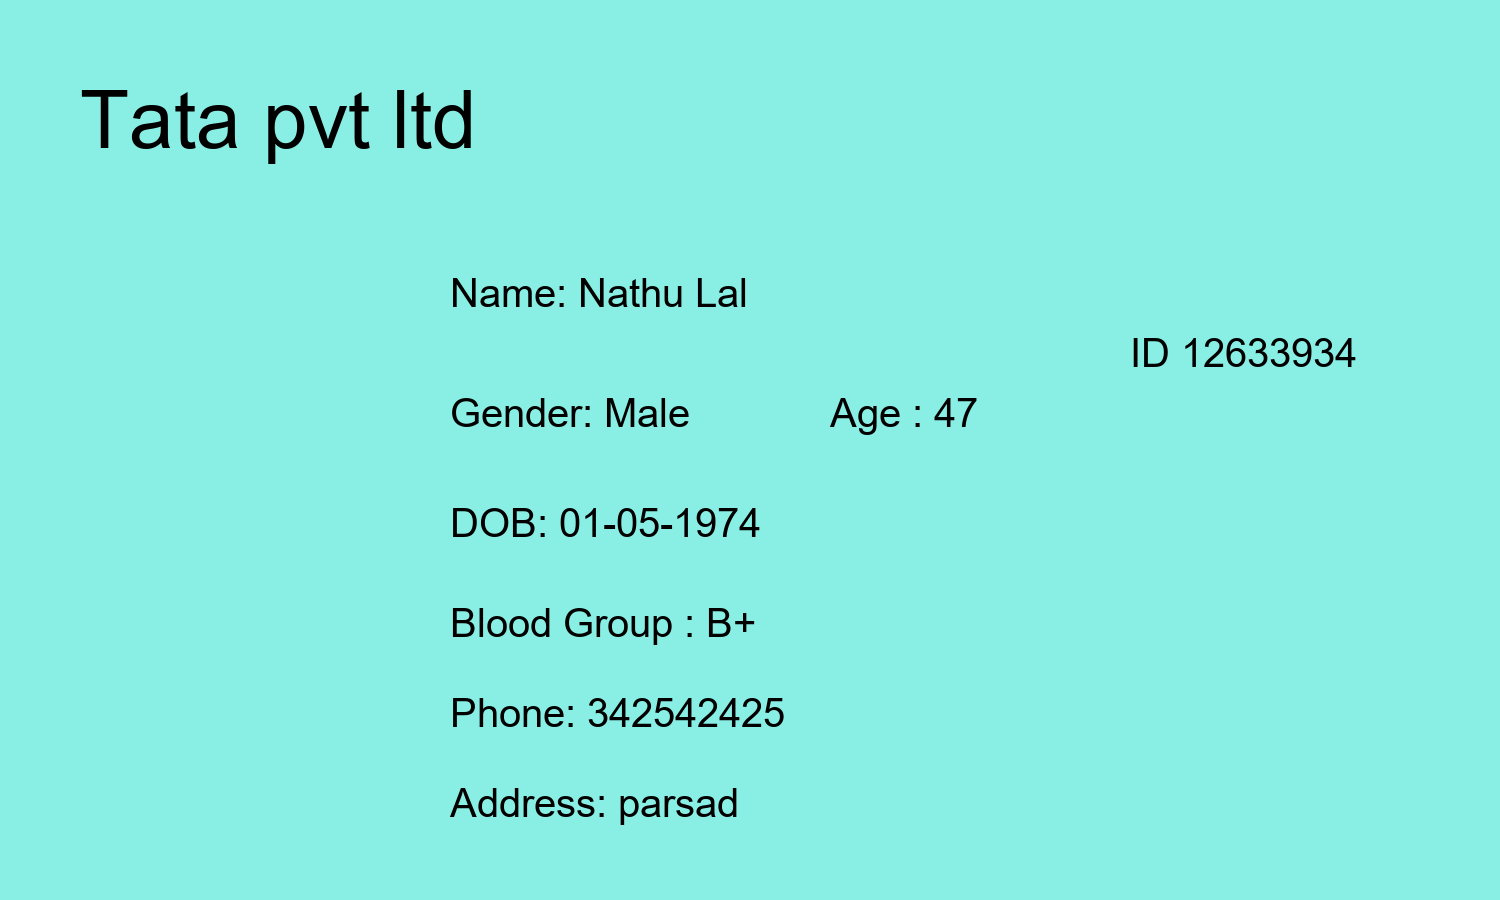 Tata pvt ltd
Name: Nathu Lal
ID 12633934
Gender: Male Age : 47
DOB: 01-05-1974
Blood Group : B+
Phone: 342542425
Address: parsad